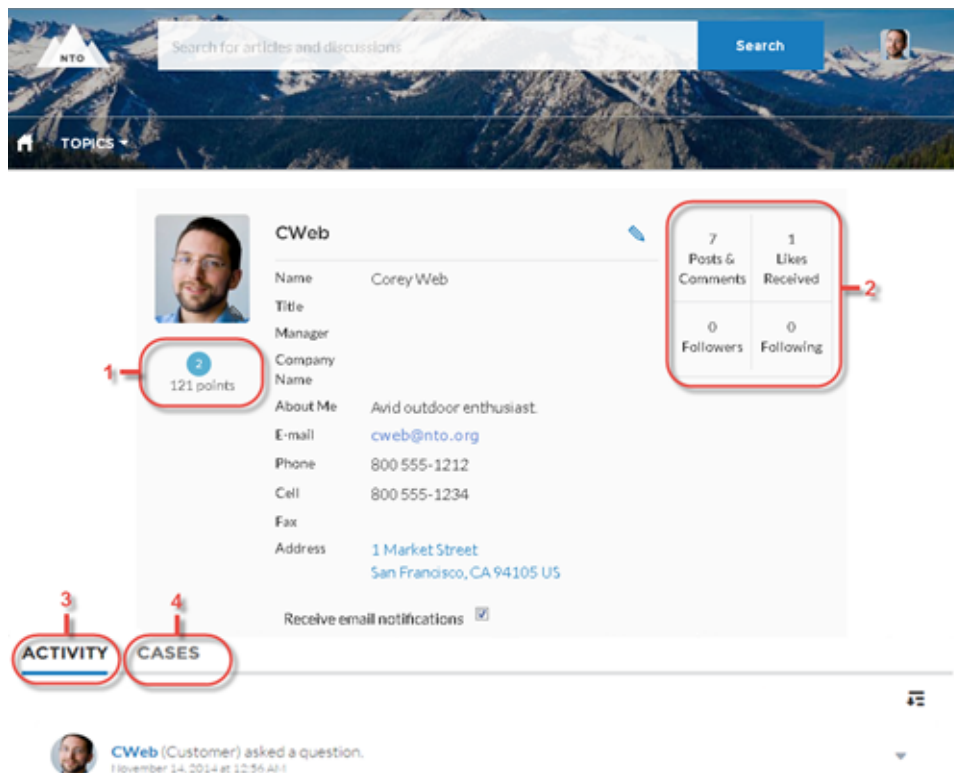 NTO
Search for articles and discussions
Search
TOPICS
CWeb
Name Corey Web
Title
Manager
Company
Name
About Me Avid outdoor enthusiast.
E-mail cweb@nto.org
Phone 800 555-1212
Cell 800 555-1234
Fax
Address 1 Market Street
San Francisco, CA 94105 US
Receive email notifications
1
2
121 points
7
Posts &
Comments
1
Likes
Received
0
Followers
0
Following
2
3
4
ACTIVITY
CASES
CWeb (Customer) asked a question.
November 14, 2014 at 12:56 AM